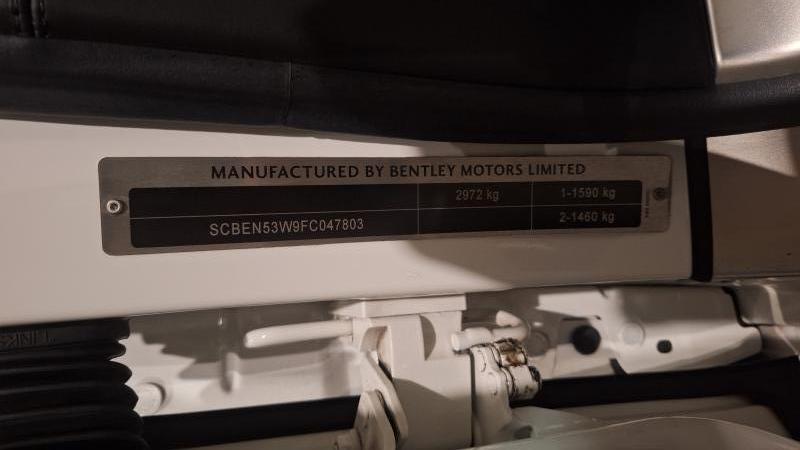 MANUFACTURED BY BENTLEY MOTORS LIMITED
2972 kg 1-1590 kg
SCBEN53W9FC047803 2-1460 kg